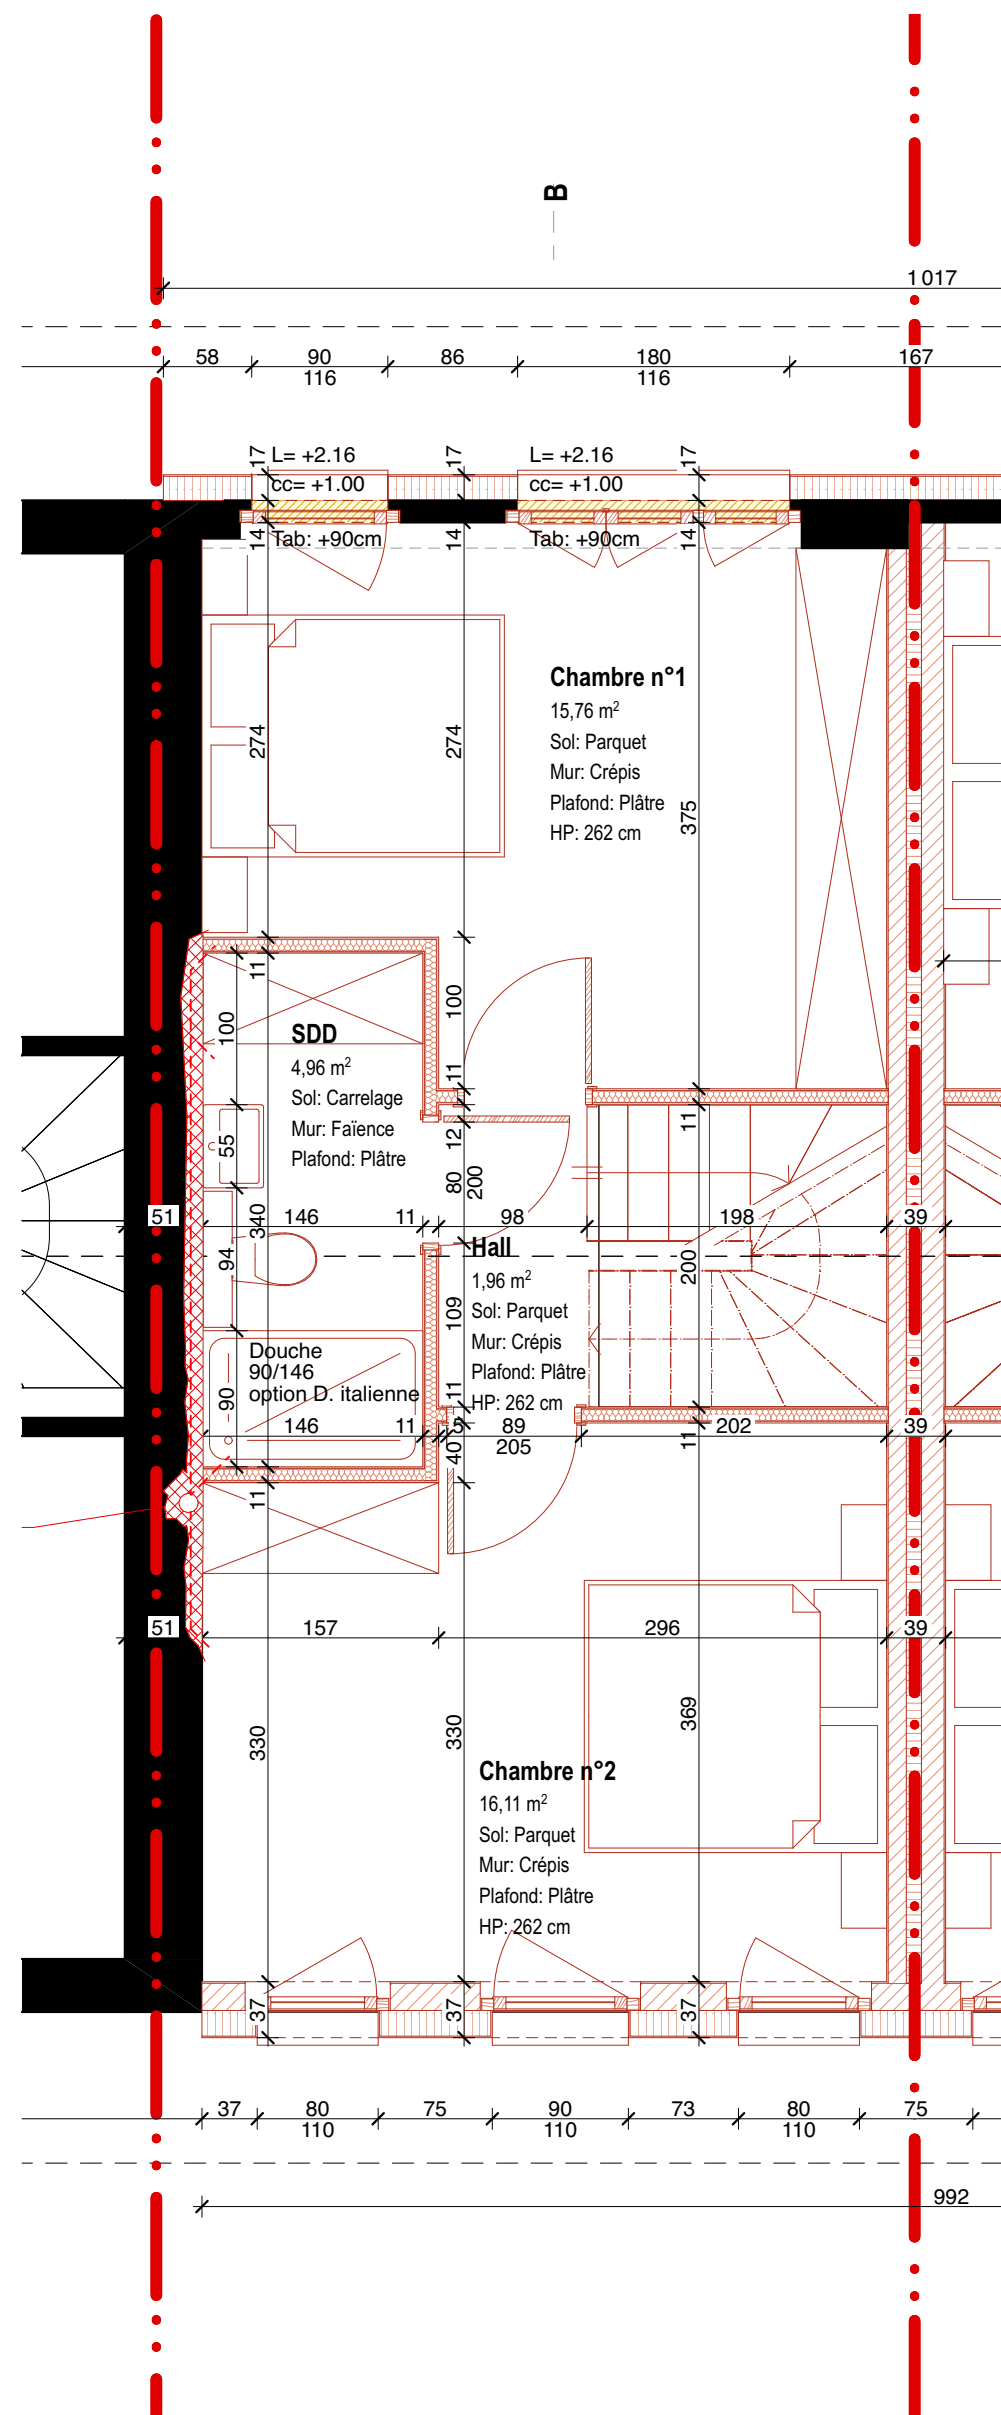 B
1 017
58
90
86
180
167
116
116
17
L= +2.16
17
L= +2.16
17
cc= +1.00
cc= +1.00
14
Tab: +90cm
14
Tab: +90cm
14
Chambre n°1
15,76 m²
Sol: Parquet
Mur: Crépis
Plafond: Plâtre
HP: 262 cm
274
274
375
11
100
100
SDD
4,96 m²
Sol: Carrelage
Mur: Faïence
Plafond: Plâtre
11
11
12
55
80
200
340
51
146
11
98
198
39
94
200
Hall
1,96 m²
Sol: Parquet
Mur: Crépis
Plafond: Plâtre
HP: 262 cm
109
Douche
90/146
option D. italienne
90
11
146
11
5
89
202
39
205
40
11
11
51
157
296
39
330
330
369
Chambre n°2
16,11 m²
Sol: Parquet
Mur: Crépis
Plafond: Plâtre
HP: 262 cm
37
37
37
37
80
75
90
73
80
75
110
110
110
992